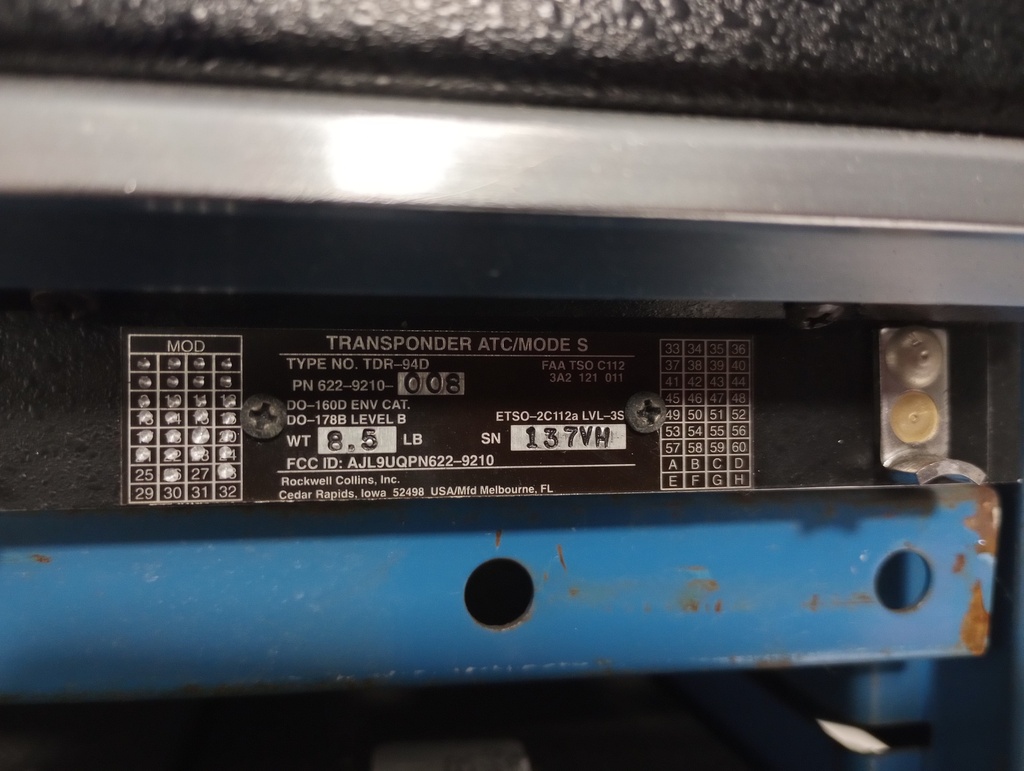 MOD
25 27
29 30 31 32
TRANSPONDER ATC/MODE S
TYPE NO. TDR-94D
FAA TSO C112
PN 622-9210-008
3A2 121 011
DO-160D ENV CAT.
DO-178B LEVEL B
ETSO-2C112a LVL-3S
WT 8.5 LB
SN 137VH
FCC ID: AJL9UQPN622-9210
Rockwell Collins, Inc.
Cedar Rapids, Iowa 52498 USA/Mfd Melbourne, FL
33 34 35 36
37 38 39 40
41 42 43 44
45 46 47 48
49 50 51 52
53 54 55 56
57 58 59 60
A B C D
E F G H